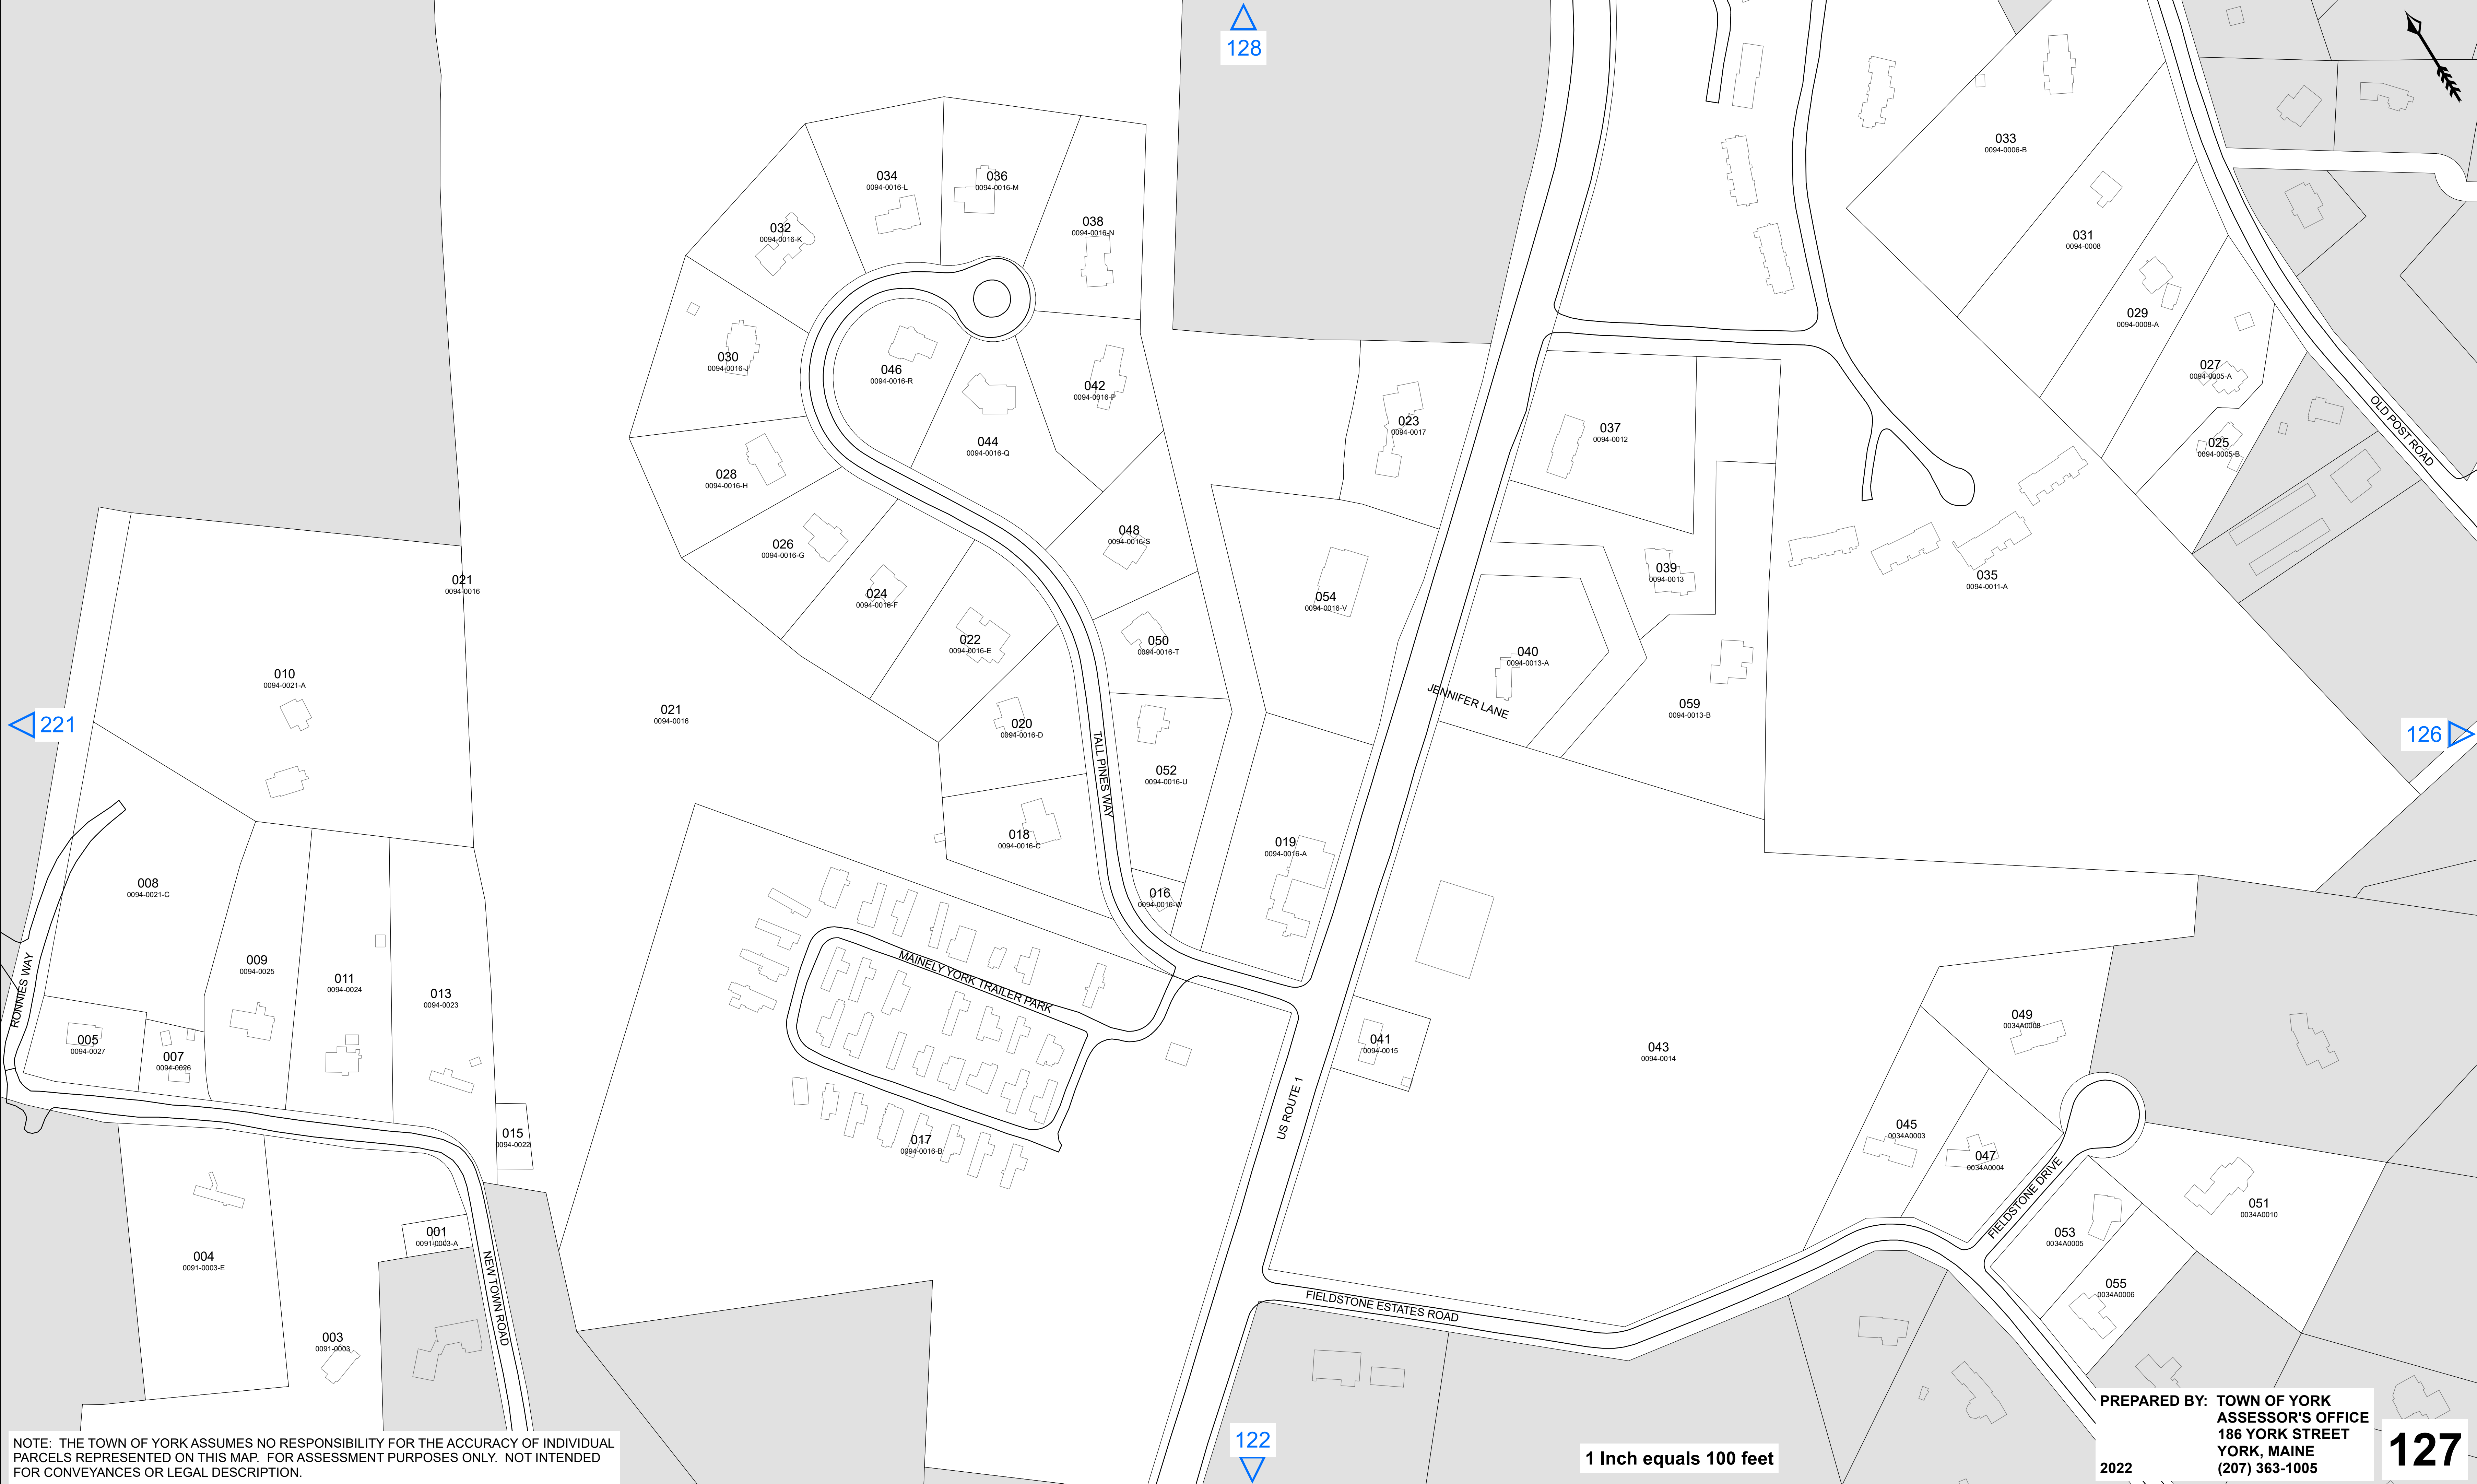 128
033
0094-0006-B
034
0094-0016-L
036
0094-0016-M
038
0094-0016-N
032
0094-0016-K
031
0094-0008
029
0094-0008-A
030
0094-0016-J
046
0094-0016-R
042
0094-0016-P
027
0094-0005-A
023
0094-0017
037
0094-0012
OLD POST ROAD
044
0094-0016-Q
025
0094-0005-B
028
0094-0016-H
048
0094-0016-S
026
0094-0016-G
039
0094-0013
035
0094-0011-A
021
0094-0016
024
0094-0016-F
054
0094-0016-V
022
0094-0016-E
050
0094-0016-T
040
0094-0013-A
010
0094-0021-A
JENNIFER LANE
021
0094-0016
059
0094-0013-B
221
020
0094-0016-D
126
TALL PINES WAY
052
0094-0016-U
018
0094-0016-C
019
0094-0016-A
008
0094-0021-C
016
0094-0016-W
009
0094-0025
MAINELY YORK TRAILER PARK
011
0094-0024
013
0094-0023
RONNIES WAY
049
0034A0008
005
0094-0027
041
0094-0015
043
0094-0014
007
0094-0026
US ROUTE 1
045
0034A0003
015
0094-0022
017
0094-0016-B
047
0034A0004
FIELDSTONE DRIVE
051
0034A0010
001
0091-0003-A
053
0034A0005
004
0091-0003-E
NEW TOWN ROAD
055
0034A0006
FIELDSTONE ESTATES ROAD
003
0091-0003
122
1 Inch equals 100 feet
NOTE: THE TOWN OF YORK ASSUMES NO RESPONSIBILITY FOR THE ACCURACY OF INDIVIDUAL
PARCELS REPRESENTED ON THIS MAP. FOR ASSESSMENT PURPOSES ONLY. NOT INTENDED
FOR CONVEYANCES OR LEGAL DESCRIPTION.
PREPARED BY: TOWN OF YORK
ASSESSOR'S OFFICE
186 YORK STREET
YORK, MAINE
2022 (207) 363-1005
127